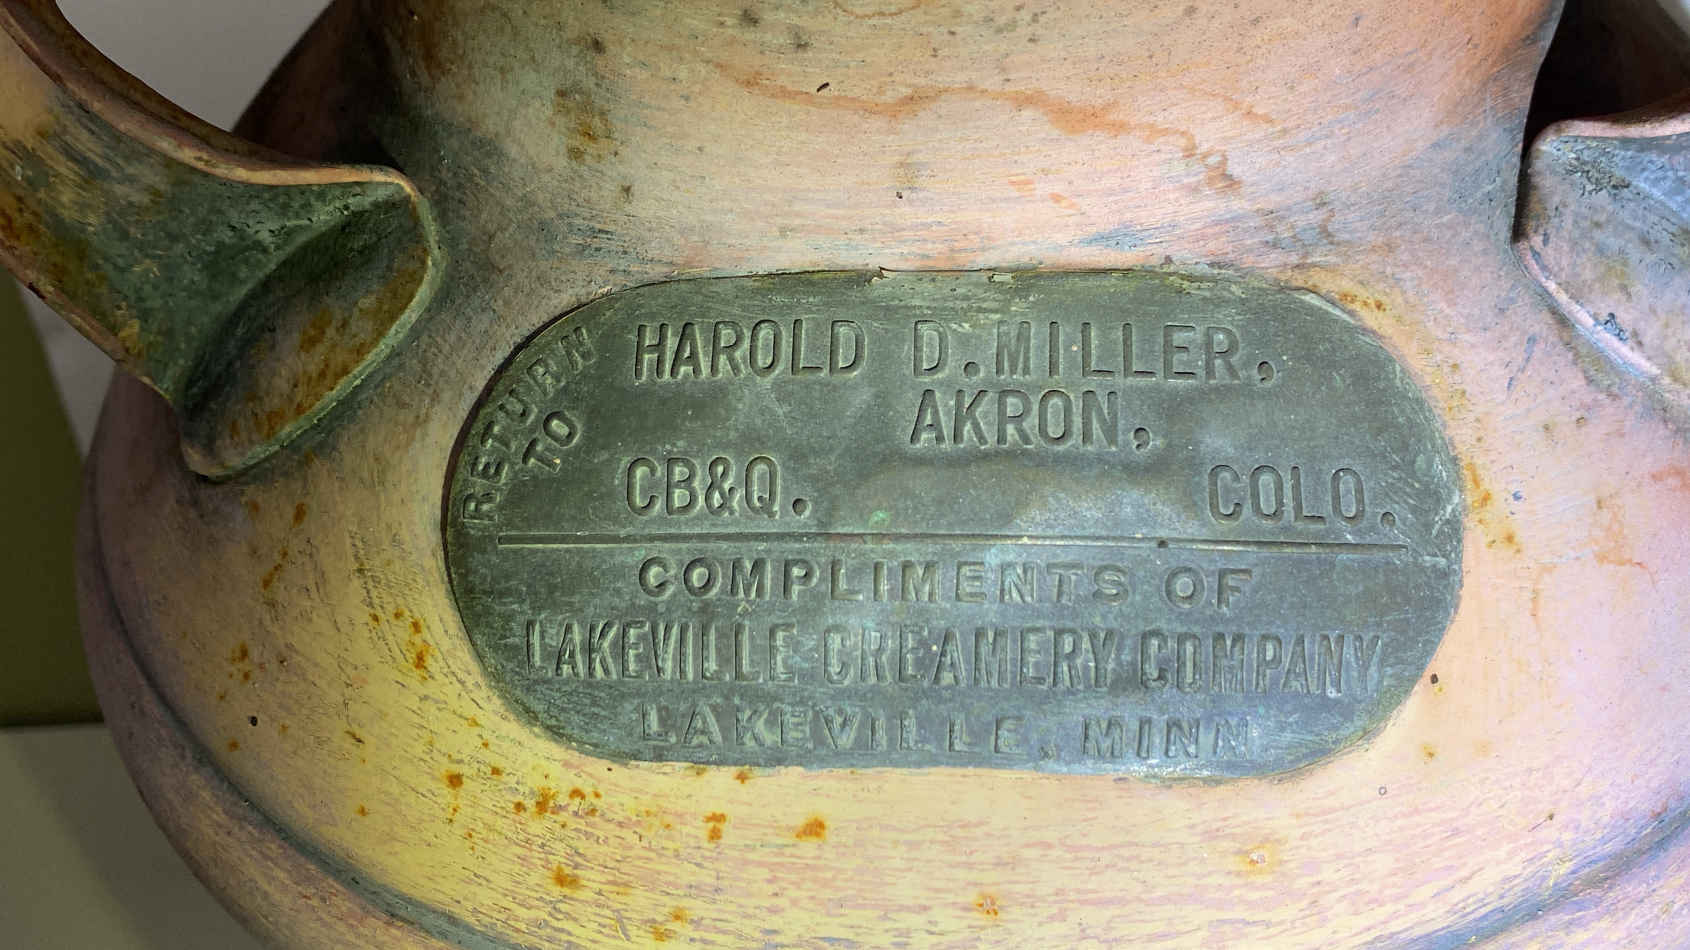 RETURN
TO
HAROLD D. MILLER,
AKRON,
CB&Q. COLO.
COMPLIMENTS OF
LAKEVILLE CREAMERY COMPANY
LAKEVILLE, MINN